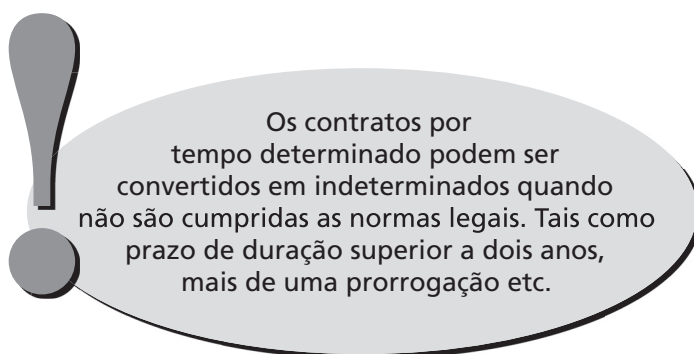 Os contratos por
tempo determinado podem ser
convertidos em indeterminados quando
não são cumpridas as normas legais. Tais como
prazo de duração superior a dois anos,
mais de uma prorrogação etc.